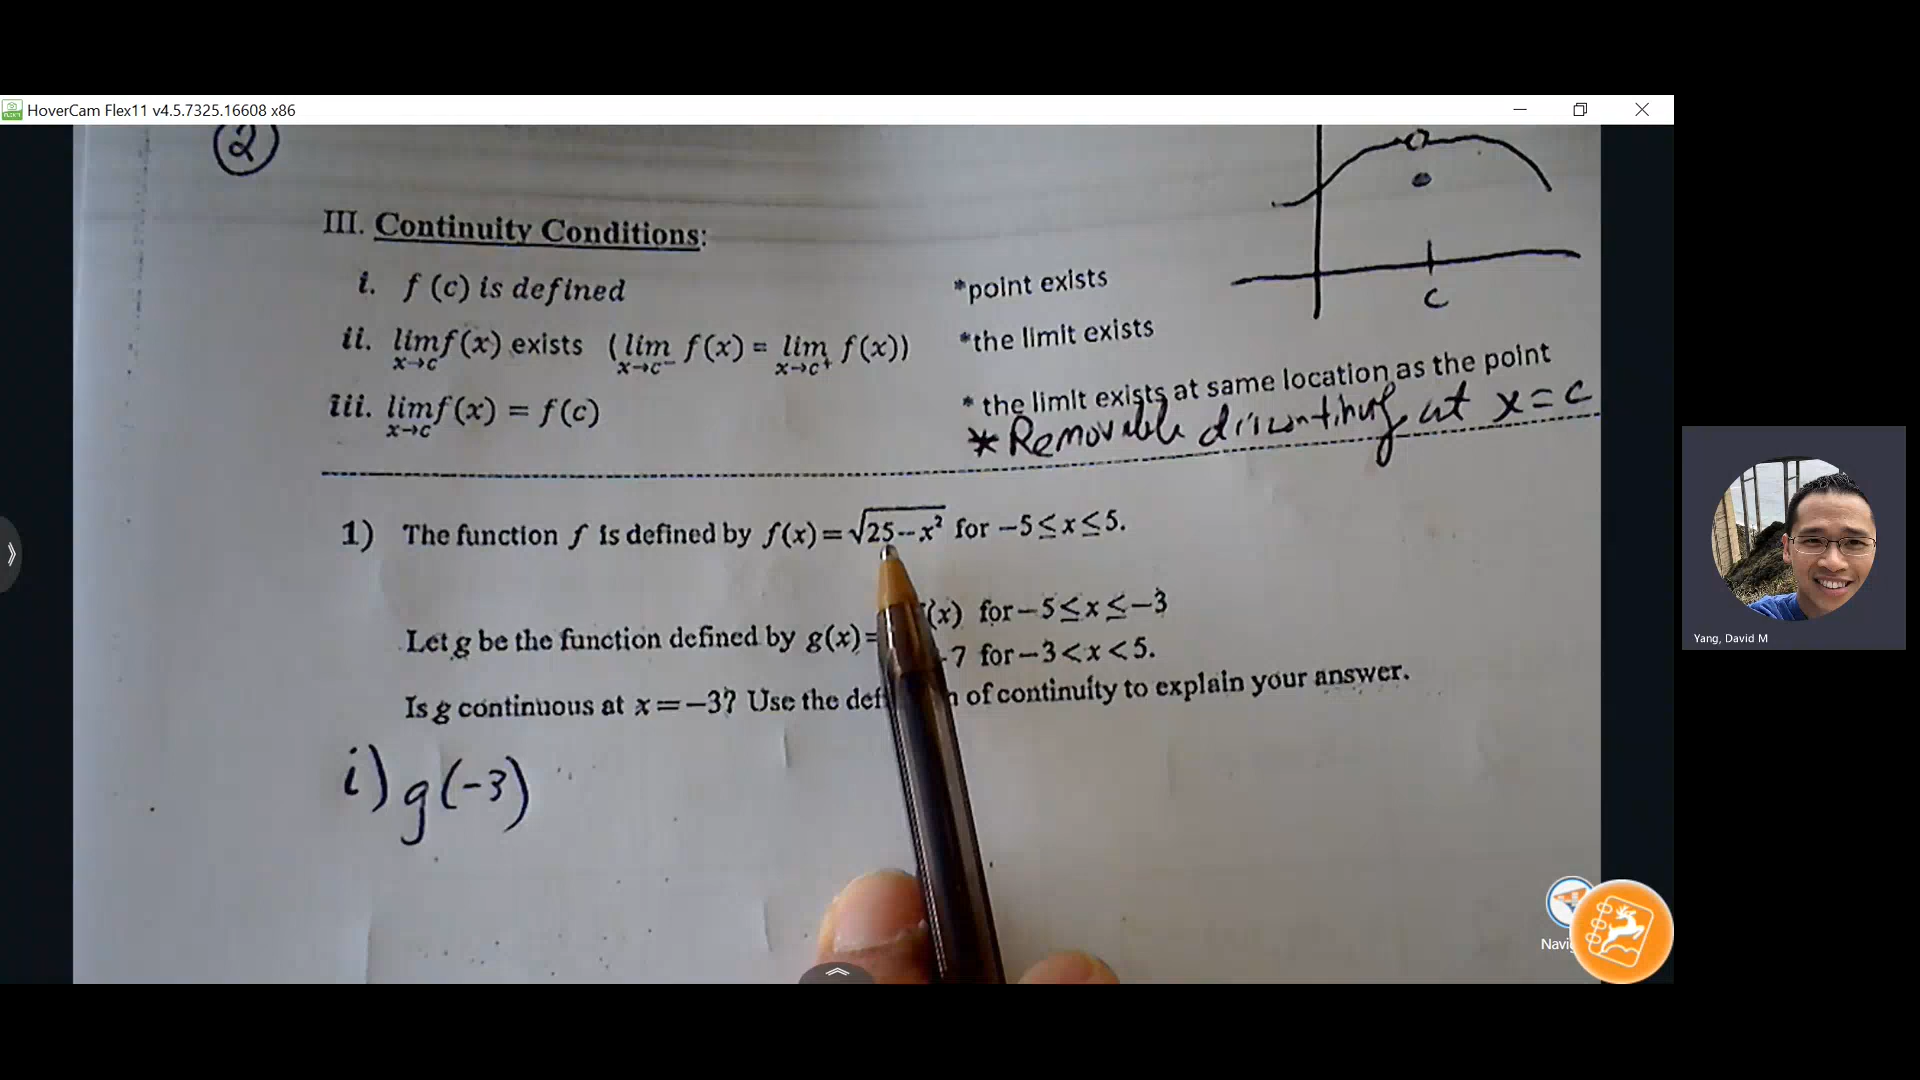 HoverCam Flex11 v4.5.7325.16608 x86
2
III. Continuity Conditions:
i. f (c) is defined *point exists
c
ii. lim x→c f(x) exists (lim x→c⁻ f(x) = lim x→c⁺ f(x)) *the limit exists
iii. lim x→c f(x) = f(c) * the limit exists at same location as the point
*Removable discontinuity at x = c
1) The function f is defined by f(x)=√25−x² for −5≤x≤5.
Let g be the function defined by g(x)= (x) for −5≤x≤−3
7 for −3<x<5.
Is g continuous at x=−3? Use the of continuity to explain your answer.
i) g(-3)
Yang, David M